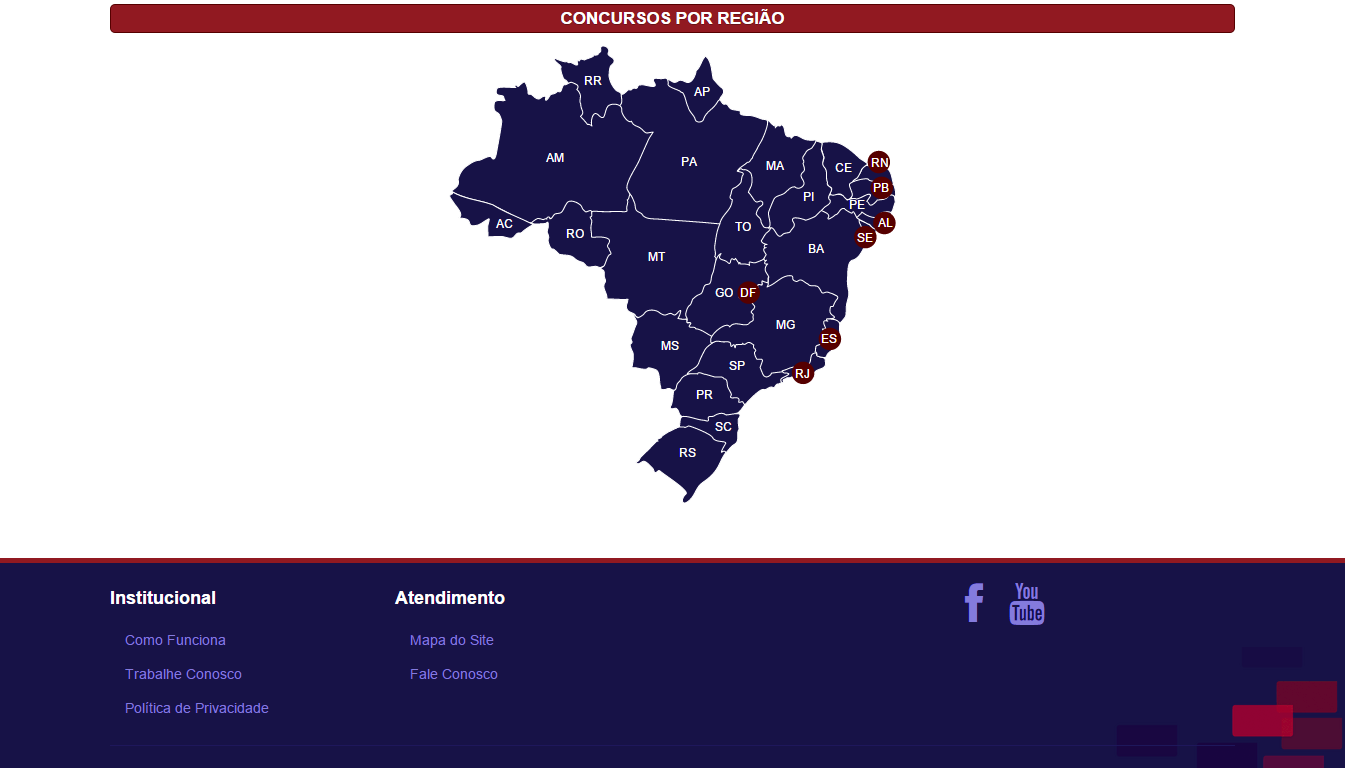 CONCURSOS POR REGIÃO
RR
AP
AM
PA
MA
CE
RN
PI
PB
PE
AC
RO
TO
AL
SE
MT
BA
GO
DF
MG
MS
ES
SP
RJ
PR
SC
RS
Institucional
Atendimento
You
Tube
Como Funciona
Mapa do Site
Trabalhe Conosco
Fale Conosco
Política de Privacidade